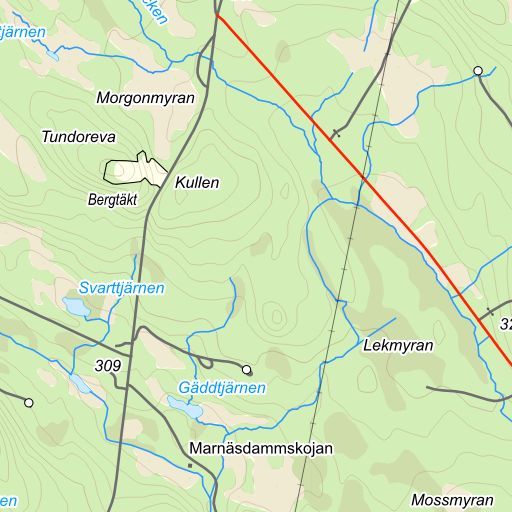 Morgonmyran
Tundoreva
Kullen
Bergtäkt
Svarttjärnen
309
Lekmyran
Gäddtjärnen
Marnäsdammskojan
Mossmyran